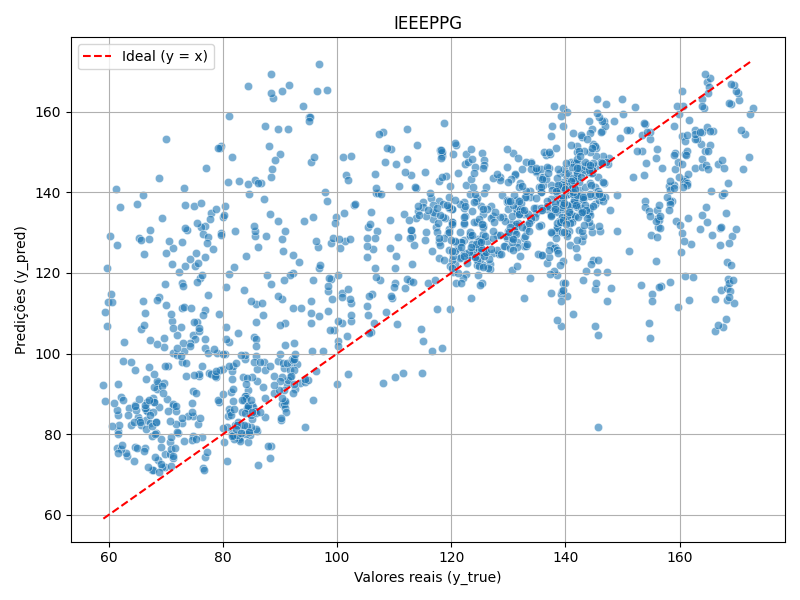 IEEEPPG
Ideal (y = x)
Predições (y_pred)
160
140
120
100
80
60
60 80 100 120 140 160
Valores reais (y_true)